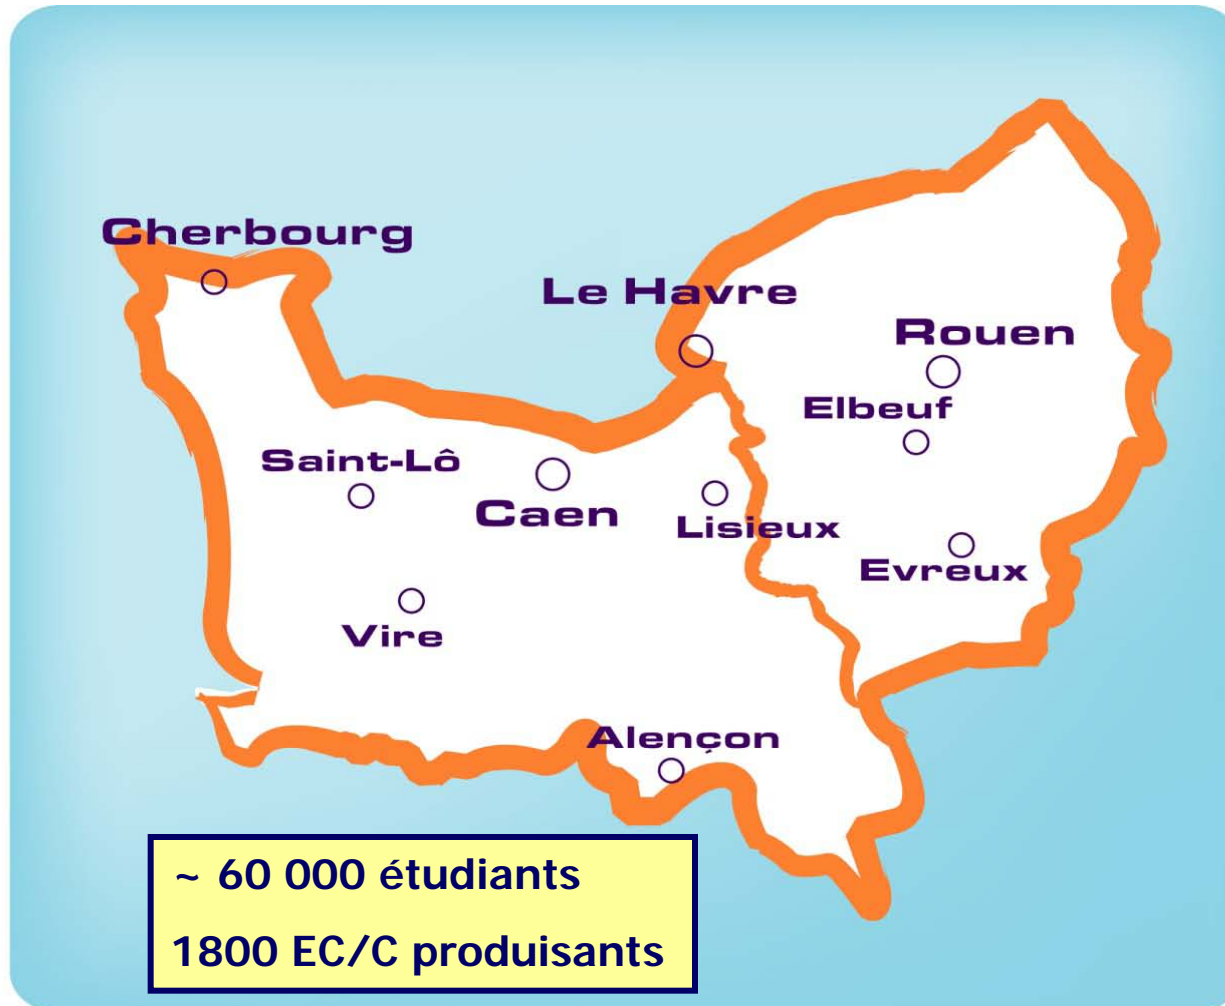 Cherbourg
Le Havre
Rouen
Elbeuf
Saint-Lô
Caen
Lisieux
Evreux
Vire
Alençon
~ 60 000 étudiants
1800 EC/C produisants